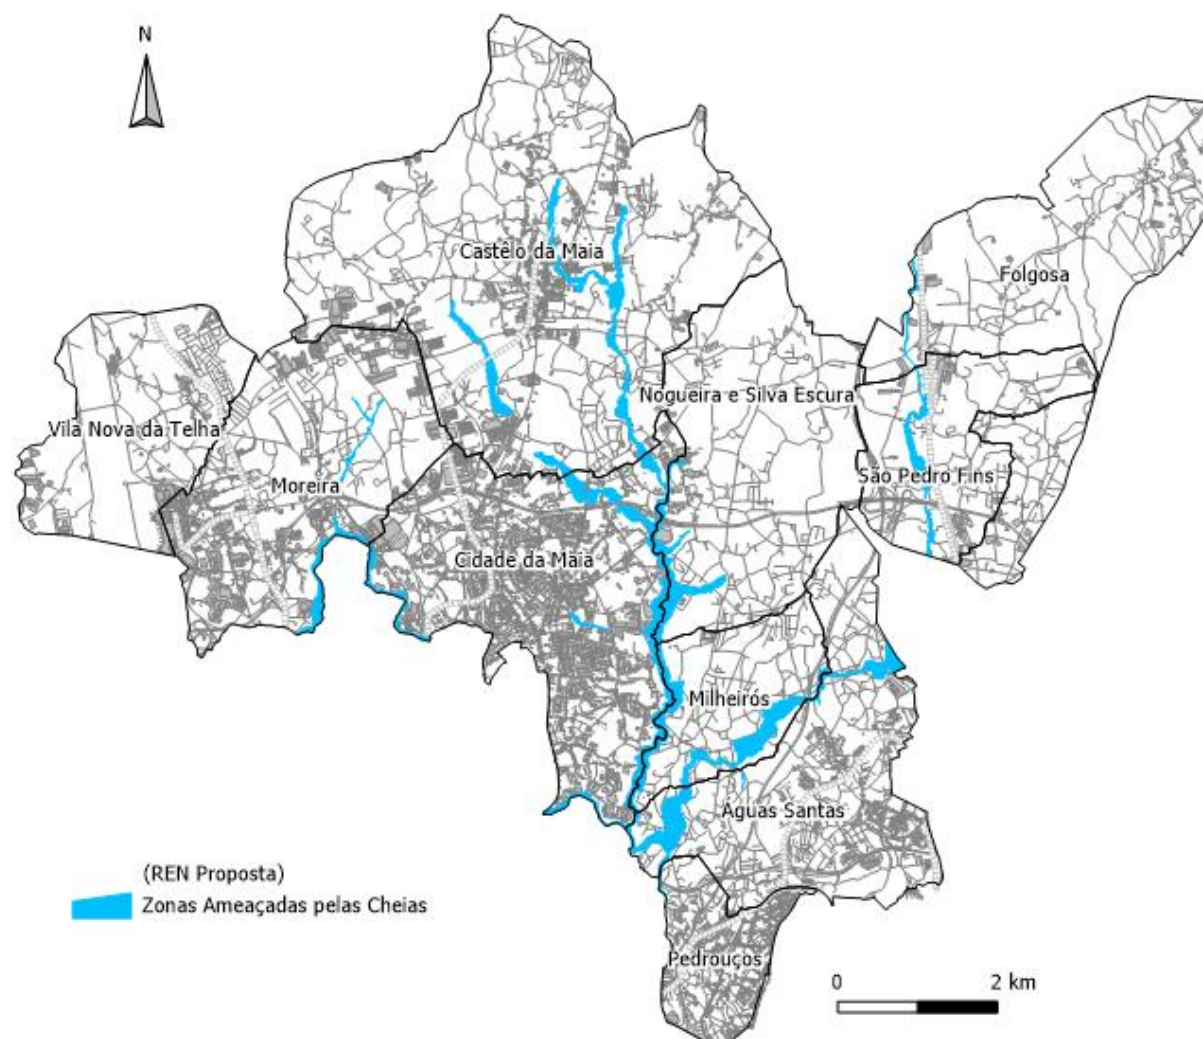 N
Castêlo da Maia
Folgosa
Nogueira e Silva Escura
Vila Nova da Telha
São Pedro Fins
Moreira
Cidade da Maia
Milheirós
Águas Santas
(REN Proposta)
Zonas Ameaçadas pelas Cheias
Pedrouços
0 2 km